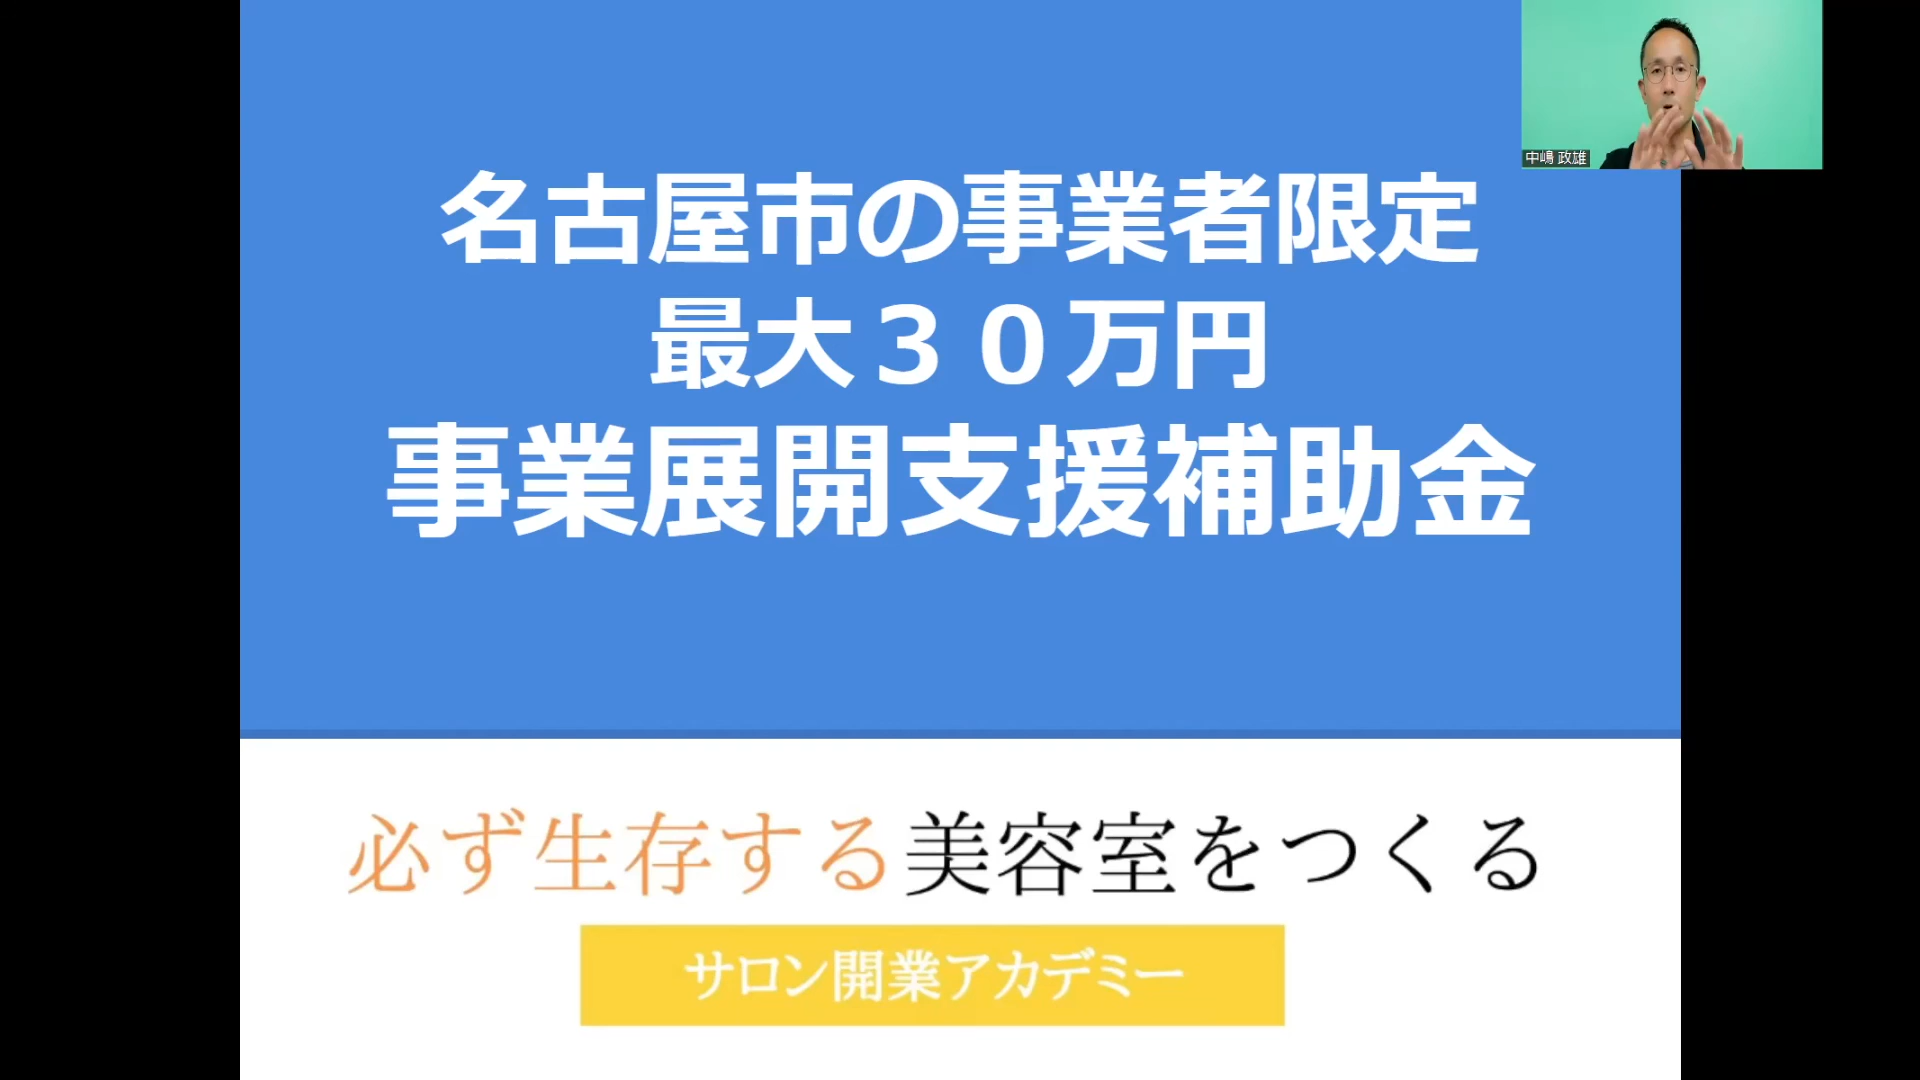 名古屋市の事業者限定
最大３０万円
事業展開支援補助金
中嶋 政雄
必ず生存する美容室をつくる
サロン開業アカデミー